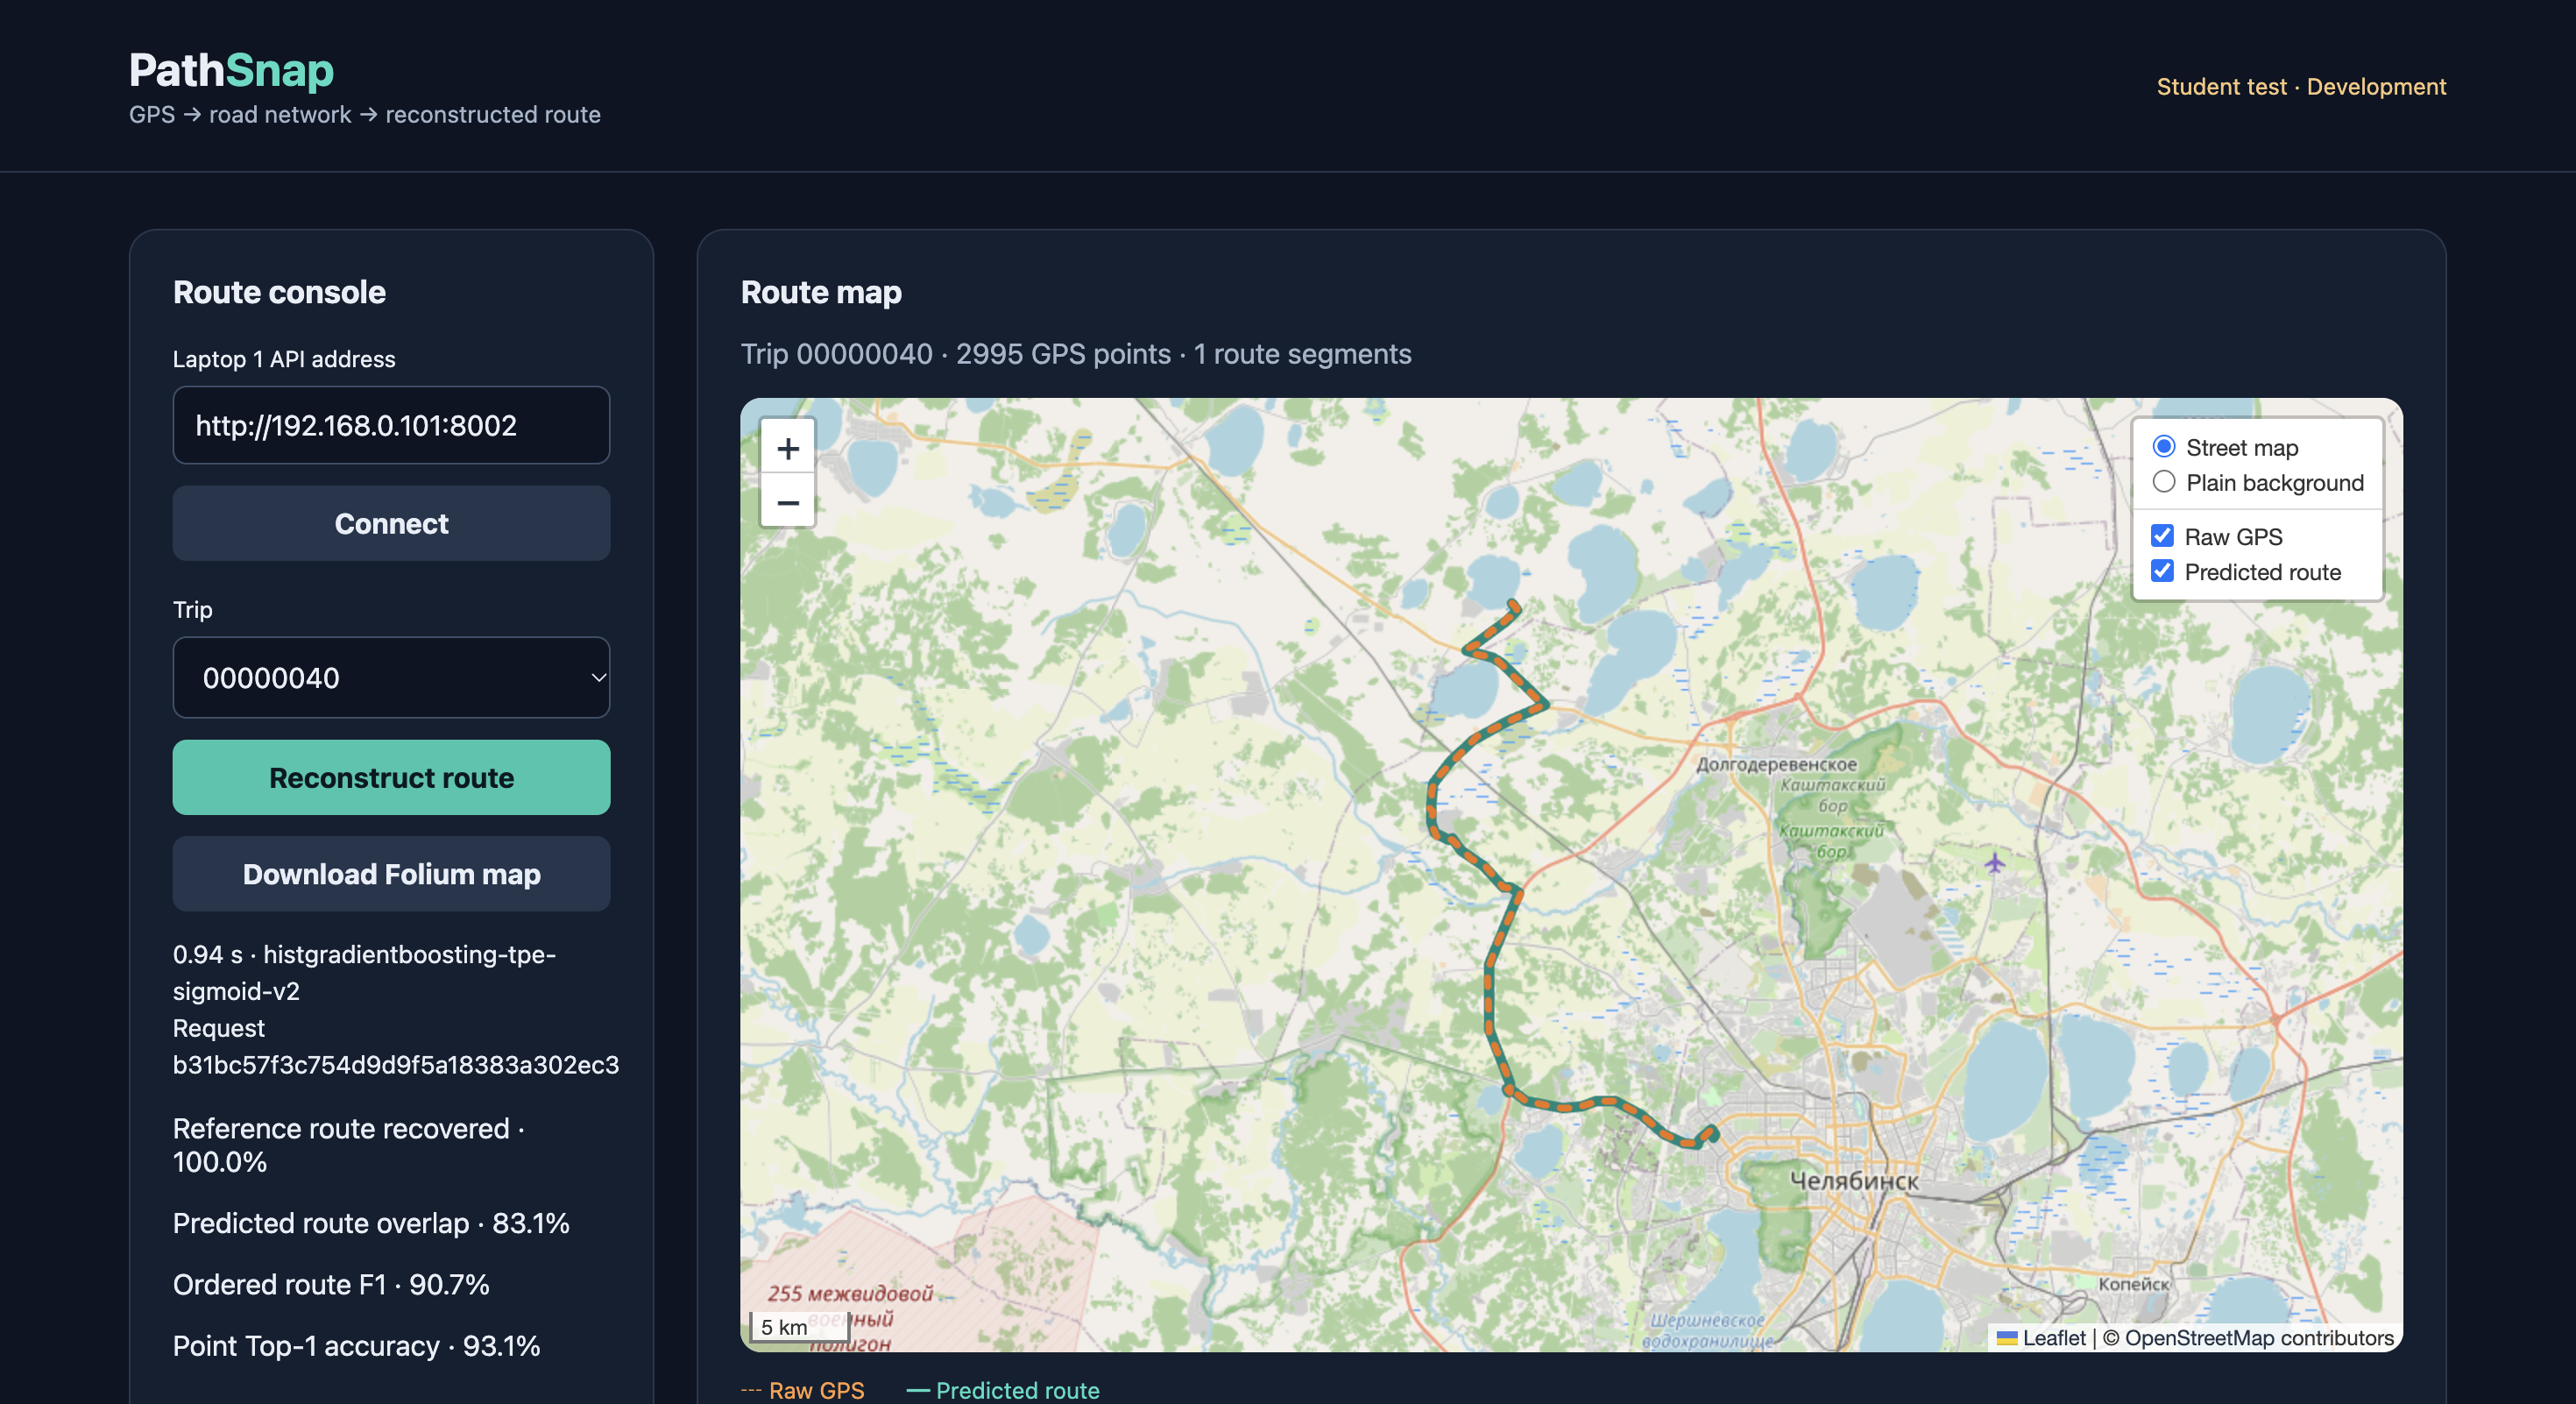 PathSnap
GPS → road network → reconstructed route
Student test · Development
Route console
Laptop 1 API address
http://192.168.0.101:8002
Connect
Trip
00000040
Reconstruct route
Download Folium map
0.94 s · histgradientboosting-tpe-
sigmoid-v2
Request
b31bc57f3c754d9d9f5a18383a302ec3
Reference route recovered ·
100.0%
Predicted route overlap · 83.1%
Ordered route F1 · 90.7%
Point Top-1 accuracy · 93.1%
Route map
Trip 00000040 · 2995 GPS points · 1 route segments
+
−
Street map
Plain background
Raw GPS
Predicted route
Долгодеревенское
Каштакский
бор
Каштакский
бор
Челябинск
Копейск
255 межвидовой
военный
полигон
Шершнёвское
водохранилище
5 km
Leaflet | © OpenStreetMap contributors
--- Raw GPS
— Predicted route